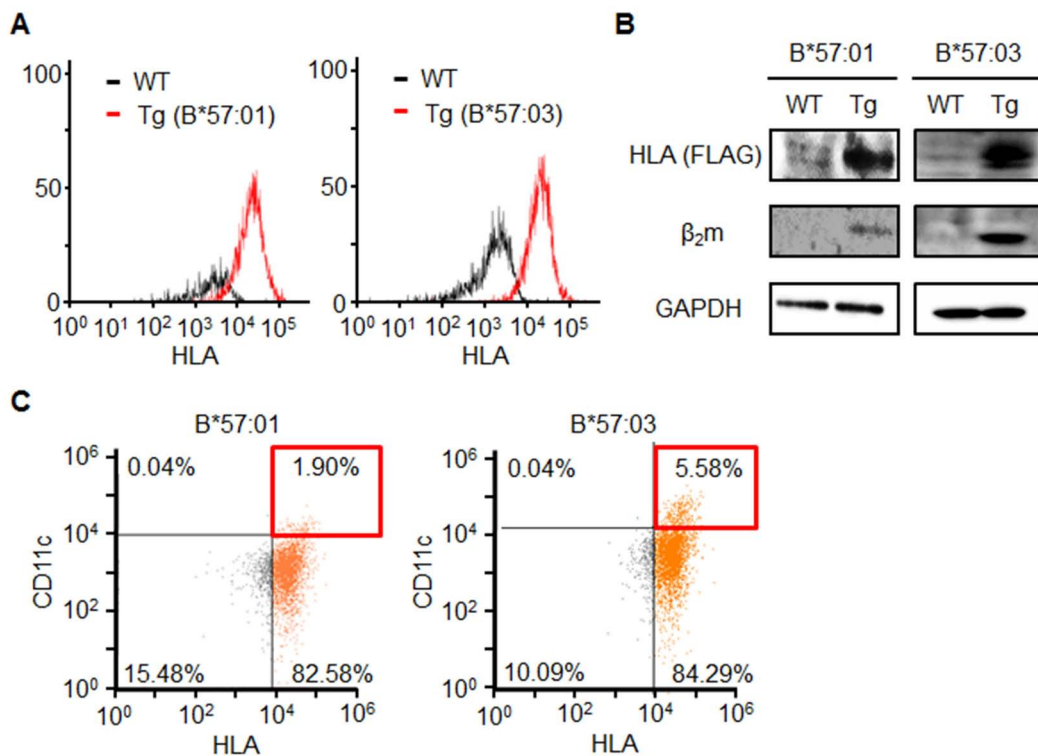 A
B
100
50
0
WT
Tg (B*57:01)
10⁰ 10¹ 10² 10³ 10⁴ 10⁵
HLA
100
50
0
WT
Tg (B*57:03)
10⁰ 10¹ 10² 10³ 10⁴ 10⁵
HLA
B*57:01 B*57:03
WT Tg WT Tg
HLA (FLAG)
β₂m
GAPDH
C
B*57:01
CD11c
10⁶
10⁴
10²
10⁰
0.04% 1.90%
15.48% 82.58%
10⁰ 10² 10⁴ 10⁶
HLA
B*57:03
CD11c
10⁶
10⁴
10²
10⁰
0.04% 5.58%
10.09% 84.29%
10⁰ 10² 10⁴ 10⁶
HLA